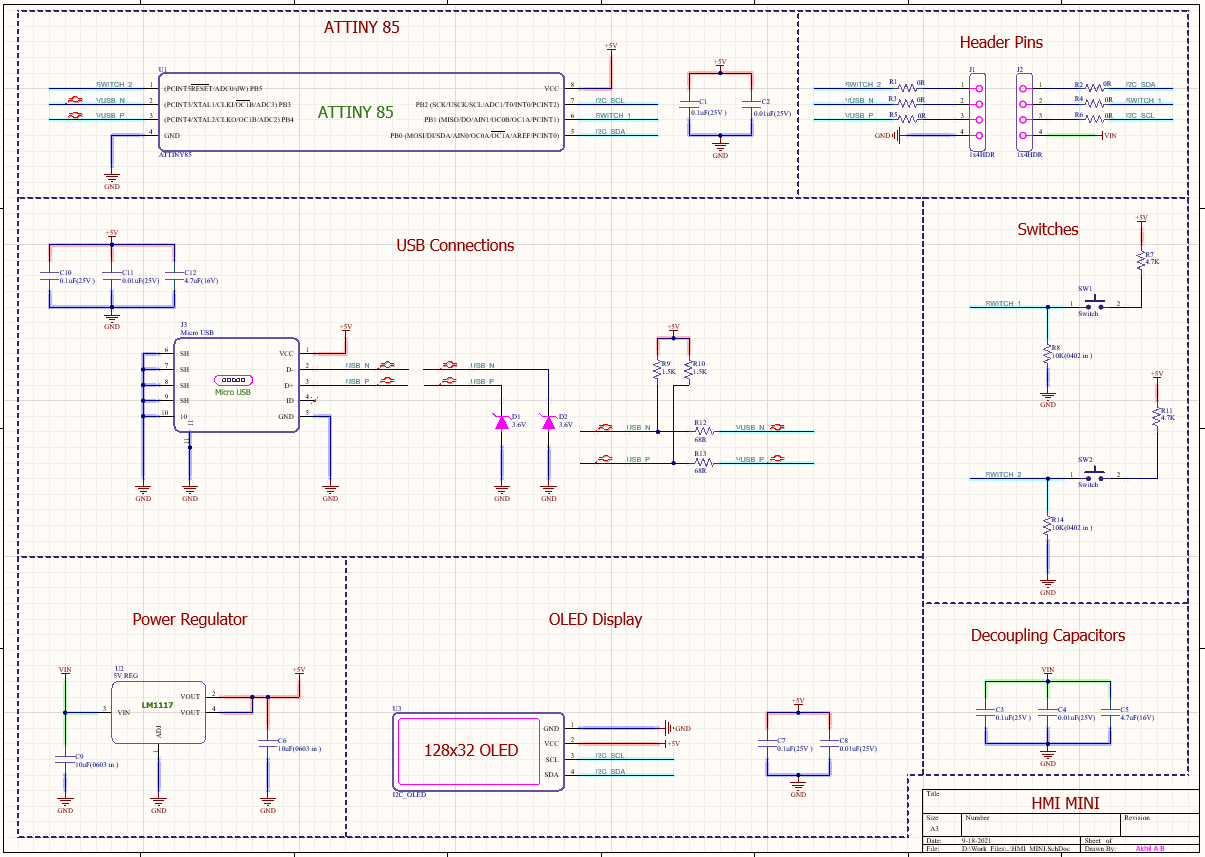 ATTINY 85
+5V
U1
SWITCH_2
1
(PCINT5RESET/ADC0/dW) PB5
VUSB_N
2
(PCINT3/XTAL1/CLKI/OC1B/ADC3) PB3
VUSB_P
3
(PCINT4/XTAL2/CLKO/OC1B/ADC2) PB4
4
GND
ATTINY 85
VCC
8
PB2 (SCK/USCK/SCL/ADC1/T0/INT0/PCINT2)
7
I2C_SCL
PB1 (MISO/DO/AIN1/OC0B/OC1A/PCINT1)
6
SWITCH_1
PB0 (MOSI/DI/SDA/AIN0/OC0A/OC1A/AREF/PCINT0)
5
I2C_SDA
ATTINY85
GND
+5V
C1
0.1uF(25V)
C2
0.01uF(25V)
GND
Header Pins
J1
J2
SWITCH_2
R1
0R
1
VUSB_N
R3
0R
2
VUSB_P
R5
0R
3
GND
4
1x4HDR
1
R2
0R
I2C_SDA
2
R4
0R
SWITCH_1
3
R6
0R
I2C_SCL
4
VIN
1x4HDR
USB Connections
+5V
C10
0.1uF(25V )
C11
0.01uF(25V)
C12
4.7uF(16V)
GND
J3
Micro USB
6
SH
7
SH
8
SH
9
SH
10
10
11
11
Micro USB
VCC
1
+5V
D-
2
USB_N
D+
3
USB_P
ID
4
GND
5
GND
GND
GND
USB_N
USB_P
D1
3.6V
D2
3.6V
GND
GND
+5V
R9
1.5K
R10
1.5K
USB_N
R12
68R
VUSB_N
USB_P
R13
68R
VUSB_P
Switches
+5V
R7
4.7K
SW1
SWITCH_1
1
2
Switch
R8
10K(0402 in )
GND
+5V
R11
4.7K
SW2
SWITCH_2
1
2
Switch
R14
10K(0402 in )
GND
Power Regulator
VIN
U2
5V REG
3
VIN
LM1117
VOUT
2
VOUT
4
ADJ
1
+5V
C9
10uF(0603 in )
C6
10uF(0603 in )
GND
GND
GND
OLED Display
U3
128x32 OLED
GND
1
GND
VCC
2
+5V
SCL
3
I2C_SCL
SDA
4
I2C_SDA
I2C_OLED
+5V
C7
0.1uF(25V )
C8
0.01uF(25V)
GND
Decoupling Capacitors
VIN
C3
0.1uF(25V )
C4
0.01uF(25V)
C5
4.7uF(16V)
GND
Title
HMI MINI
Size
Number
Revision
A3
Date:
9-18-2021
Sheet of
File:
D:\Work_Files\..\HMI_MINI.SchDoc
Drawn By:
Akhil A B